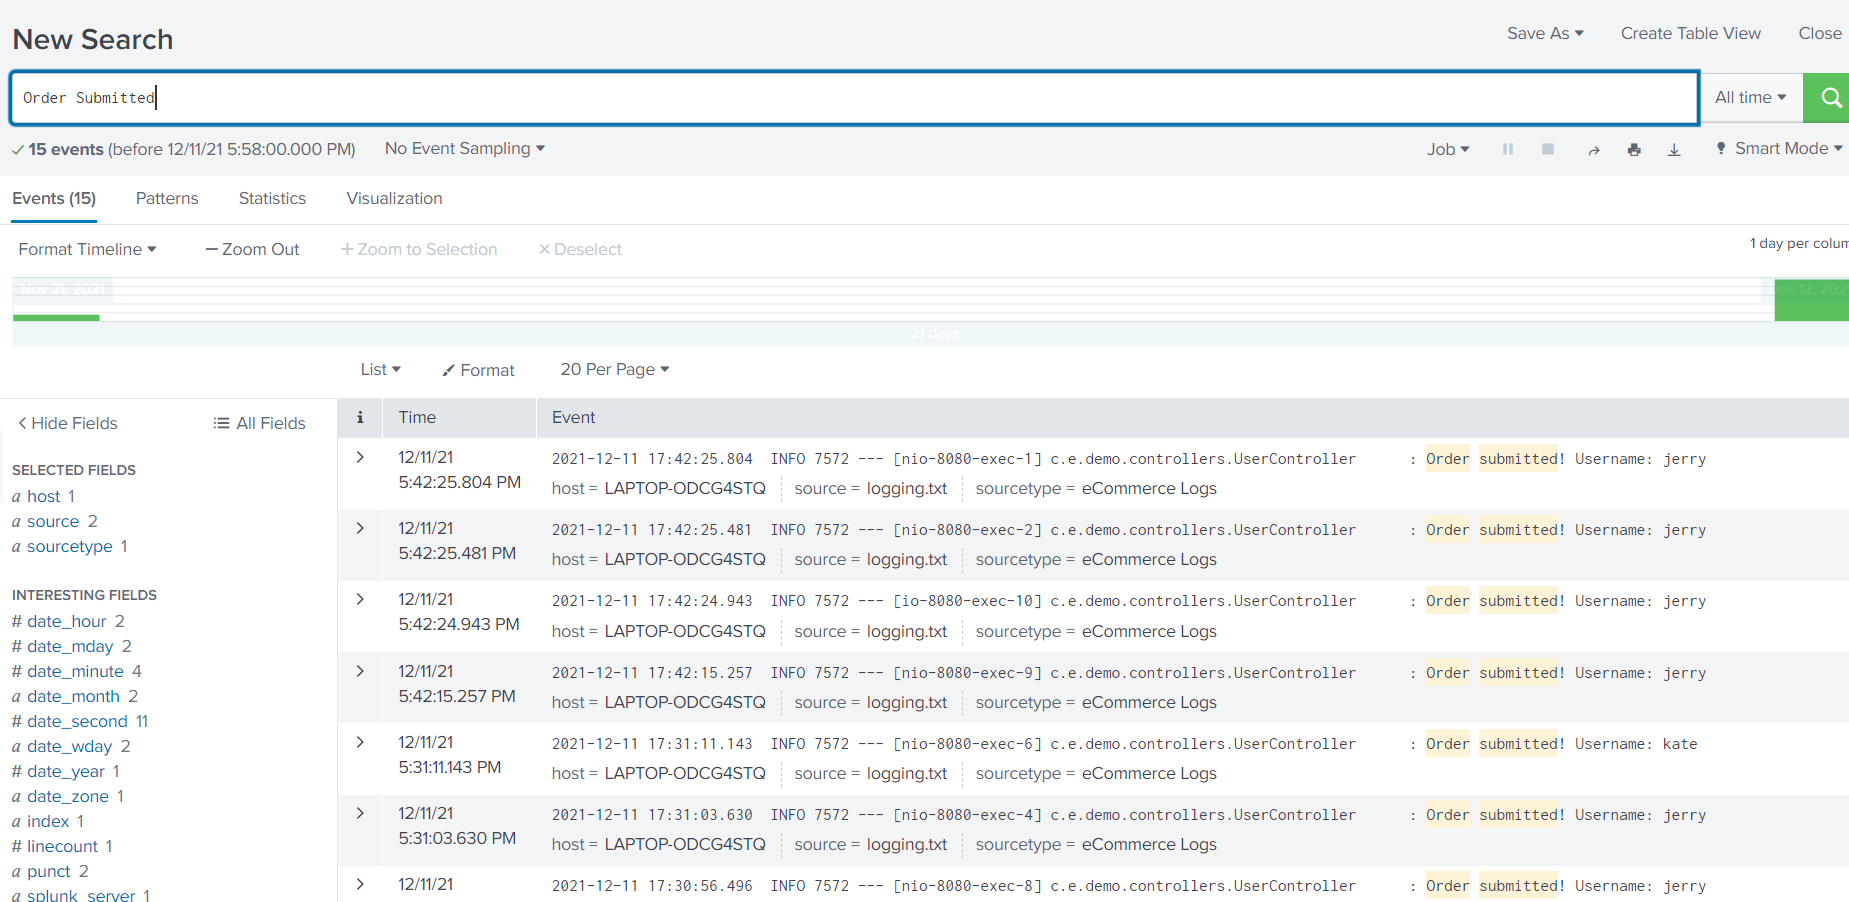 New Search
Save As
Create Table View
Close
Order Submitted
All time
15 events (before 12/11/21 5:58:00.000 PM)
No Event Sampling
Job
Smart Mode
Events (15)
Patterns
Statistics
Visualization
Format Timeline
— Zoom Out
+ Zoom to Selection
× Deselect
1 day per colum
Nov 21, 2021
Dec 12, 202
21 days
List
Format
20 Per Page
< Hide Fields
All Fields
i
Time
Event
SELECTED FIELDS
a host 1
a source 2
a sourcetype 1
INTERESTING FIELDS
# date_hour 2
# date_mday 2
# date_minute 4
a date_month 2
# date_second 11
a date_wday 2
# date_year 1
a date_zone 1
a index 1
# linecount 1
a punct 2
a splunk_server 1
> 12/11/21 5:42:25.804 PM
2021-12-11 17:42:25.804 INFO 7572 --- [nio-8080-exec-1] c.e.demo.controllers.UserController : Order submitted! Username: jerry
host = LAPTOP-ODCG4STQ source = logging.txt sourcetype = eCommerce Logs
> 12/11/21 5:42:25.481 PM
2021-12-11 17:42:25.481 INFO 7572 --- [nio-8080-exec-2] c.e.demo.controllers.UserController : Order submitted! Username: jerry
host = LAPTOP-ODCG4STQ source = logging.txt sourcetype = eCommerce Logs
> 12/11/21 5:42:24.943 PM
2021-12-11 17:42:24.943 INFO 7572 --- [io-8080-exec-10] c.e.demo.controllers.UserController : Order submitted! Username: jerry
host = LAPTOP-ODCG4STQ source = logging.txt sourcetype = eCommerce Logs
> 12/11/21 5:42:15.257 PM
2021-12-11 17:42:15.257 INFO 7572 --- [nio-8080-exec-9] c.e.demo.controllers.UserController : Order submitted! Username: jerry
host = LAPTOP-ODCG4STQ source = logging.txt sourcetype = eCommerce Logs
> 12/11/21 5:31:11.143 PM
2021-12-11 17:31:11.143 INFO 7572 --- [nio-8080-exec-6] c.e.demo.controllers.UserController : Order submitted! Username: kate
host = LAPTOP-ODCG4STQ source = logging.txt sourcetype = eCommerce Logs
> 12/11/21 5:31:03.630 PM
2021-12-11 17:31:03.630 INFO 7572 --- [nio-8080-exec-4] c.e.demo.controllers.UserController : Order submitted! Username: jerry
host = LAPTOP-ODCG4STQ source = logging.txt sourcetype = eCommerce Logs
> 12/11/21
2021-12-11 17:30:56.496 INFO 7572 --- [nio-8080-exec-8] c.e.demo.controllers.UserController : Order submitted! Username: jerry